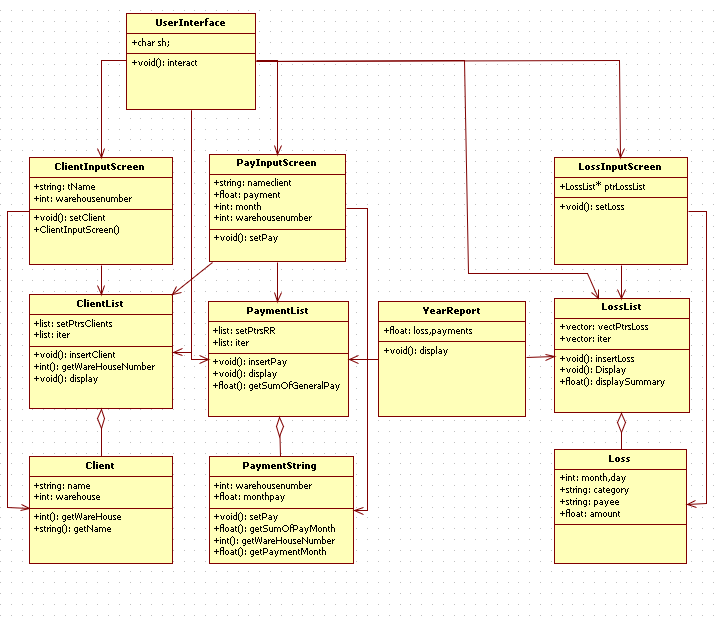 UserInterface
+char sh;
+void(): interact
ClientInputScreen
+string: tName
+int: warehousenumber
+void(): setClient
+ClientInputScreen()
PayInputScreen
+string: nameclient
+float: payment
+int: month
+int: warehousenumber
+void(): setPay
LossInputScreen
+LossList* ptrLossList
+void(): setLoss
ClientList
+list: setPtrsClients
+list: iter
+void(): insertClient
+int(): getWareHouseNumber
+void(): display
PaymentList
+list: setPtrsRR
+list: iter
+void(): insertPay
+void(): display
+float(): getSumOfGeneralPay
YearReport
+float: loss,payments
+void(): display
LossList
+vector: vectPtrsLoss
+vector: iter
+void(): insertLoss
+void(): Display
+float(): displaySummary
Client
+string: name
+int: warehouse
+int(): getWareHouse
+string(): getName
PaymentString
+int: warehousenumber
+float: monthpay
+void(): setPay
+float(): getSumOfPayMonth
+int(): getWareHouseNumber
+float(): getPaymentMonth
Loss
+int: month,day
+string: category
+string: payee
+float: amount